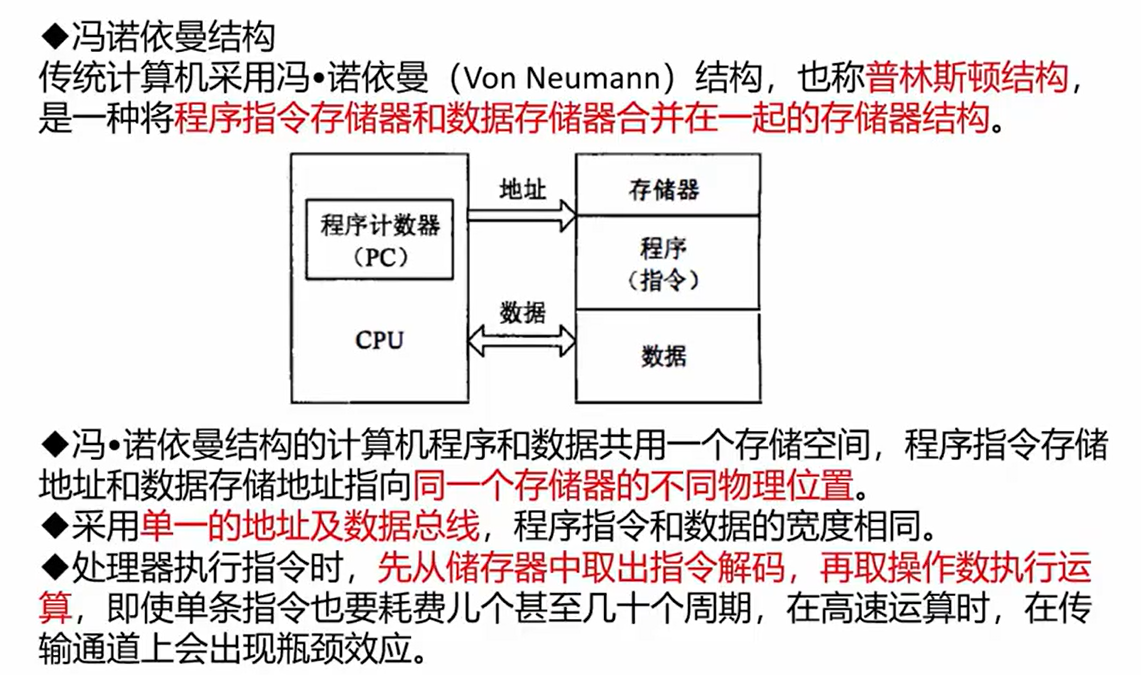 ◆冯诺依曼结构
传统计算机采用冯•诺依曼（Von Neumann）结构，也称普林斯顿结构，
是一种将程序指令存储器和数据存储器合并在一起的存储器结构。
地址
存储器
程序计数器
（PC）
程序
（指令）
数据
CPU
数据
◆冯•诺依曼结构的计算机程序和数据共用一个存储空间，程序指令存储
地址和数据存储地址指向同一个存储器的不同物理位置。
◆采用单一的地址及数据总线，程序指令和数据的宽度相同。
◆处理器执行指令时，先从储存器中取出指令解码，再取操作数执行运
算，即使单条指令也要耗费儿个甚至几十个周期，在高速运算时，在传
输通道上会出现瓶颈效应。